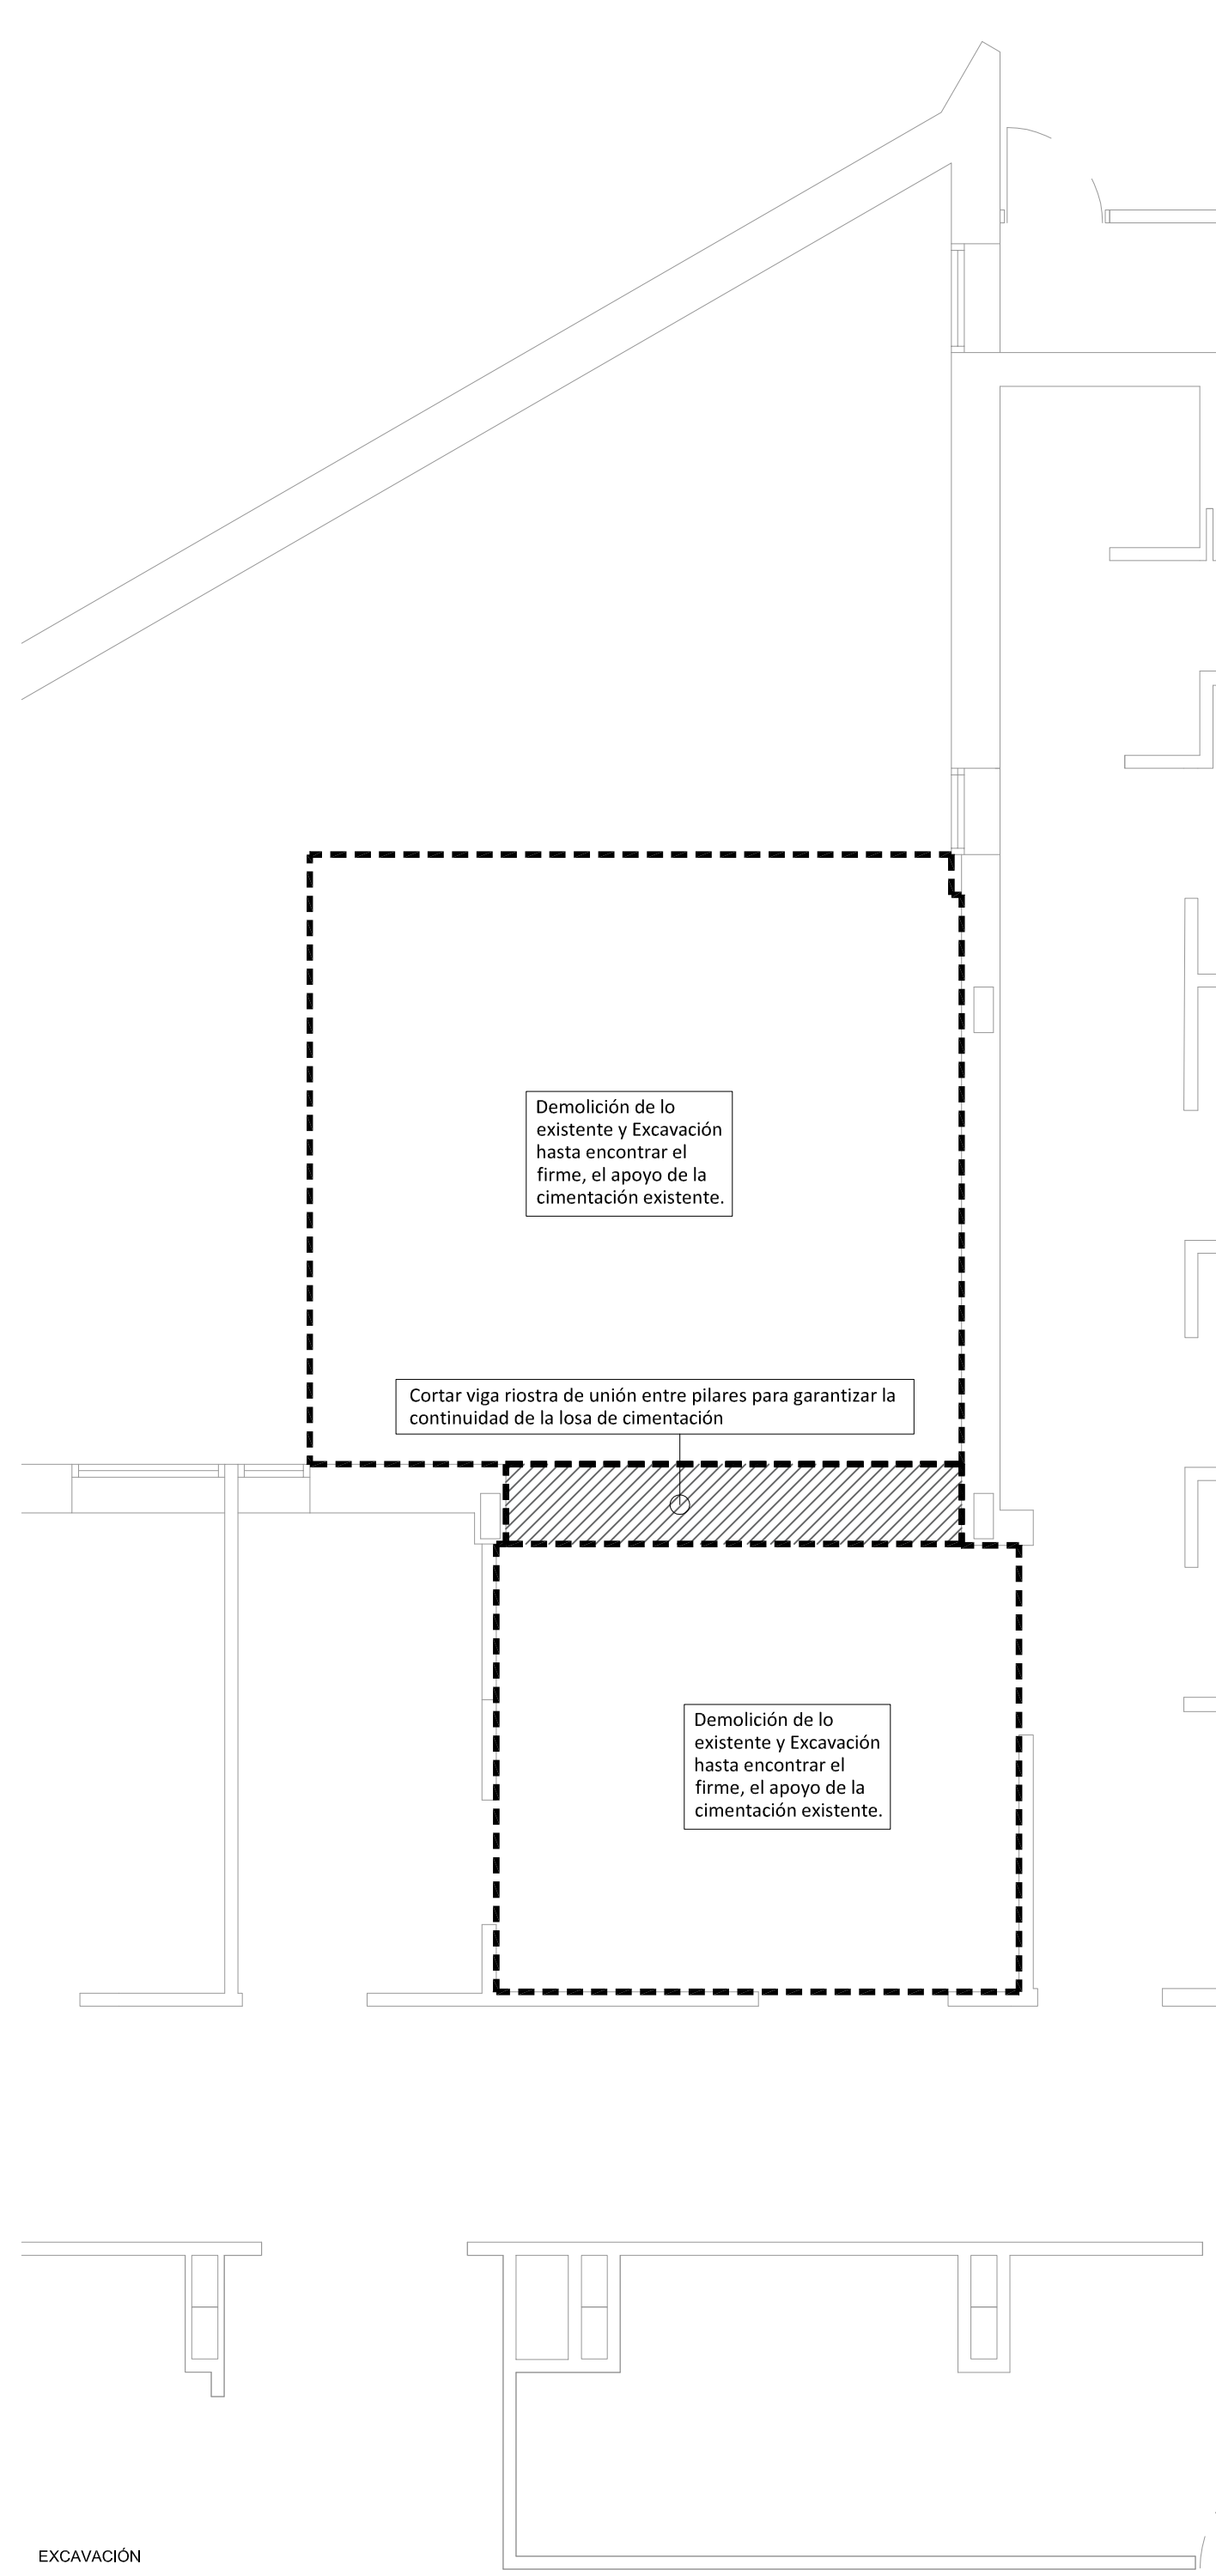 Demolición de lo
existente y Excavación
hasta encontrar el
firme, el apoyo de la
cimentación existente.
Cortar viga riostra de unión entre pilares para garantizar la
continuidad de la losa de cimentación
Demolición de lo
existente y Excavación
hasta encontrar el
firme, el apoyo de la
cimentación existente.
EXCAVACIÓN